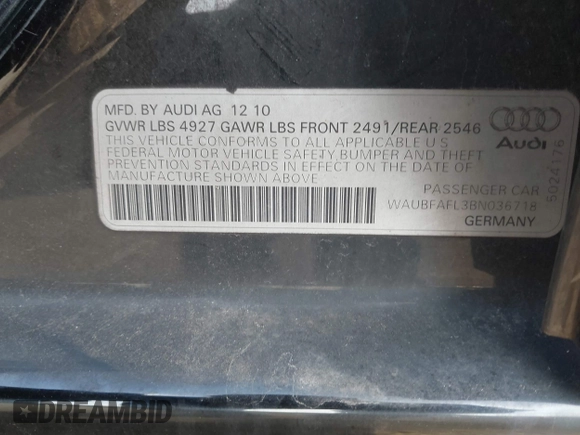 MFD. BY AUDI AG 12 10
GVWR LBS 4927 GAWR LBS FRONT 2491/REAR 2546
THIS VEHICLE CONFORMS TO ALL APPLICABLE U S
FEDERAL MOTOR VEHICLE SAFETY, BUMPER AND THEFT
PREVENTION STANDARDS IN EFFECT ON THE DATE OF
MANUFACTURE SHOWN ABOVE
PASSENGER CAR
WAUBFAFL3BN036718
GERMANY
Audi
5024176
DREAMBID